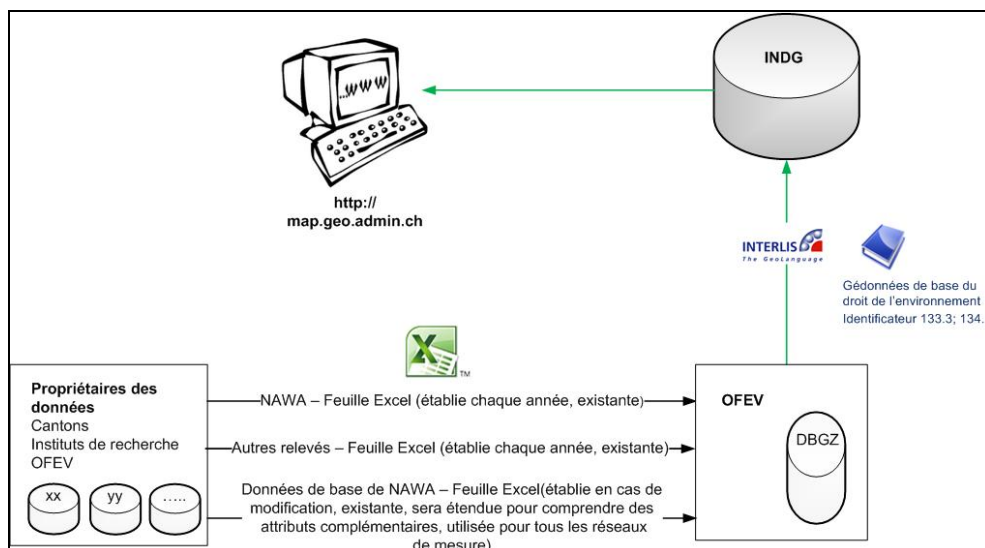 ...WWW
INDG
http://
map.geo.admin.ch
INTERLIS
The GeoLanguage
Gédonnées de base du
droit de l'environnement
Identificateur 133.3; 134.
X
TM
Propriétaires des
données
Cantons
Instituts de recherche
OFEV
xx
yy
.....
NAWA – Feuille Excel (établie chaque année, existante)
Autres relevés – Feuille Excel (établie chaque année, existante)
Données de base de NAWA – Feuille Excel(établie en cas de
modification, existante, sera étendue pour comprendre des
attributs complémentaires, utilisée pour tous les réseaux
de mesure)
OFEV
DBGZ